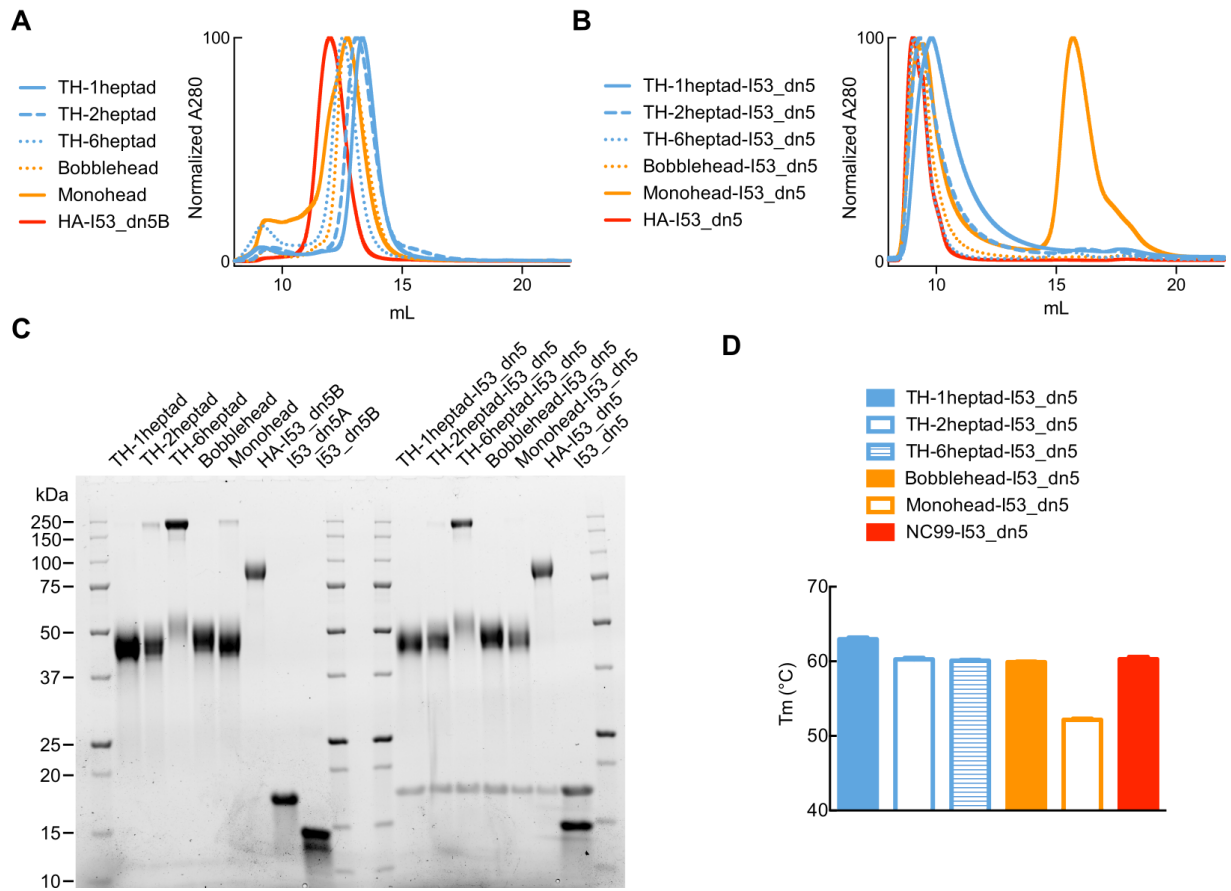 A
TH-1heptad
TH-2heptad
TH-6heptad
Bobblehead
Monohead
HA-I53_dn5B
Normalized A280
100
0
10
15
20
mL
B
TH-1heptad-I53_dn5
TH-2heptad-I53_dn5
TH-6heptad-I53_dn5
Bobblehead-I53_dn5
Monohead-I53_dn5
HA-I53_dn5
Normalized A280
100
0
10
15
20
mL
C
TH-1heptad
TH-2heptad
TH-6heptad
Bobblehead
Monohead
HA-I53_dn5B
I53_dn5A
I53_dn5B
TH-1heptad-I53_dn5
TH-2heptad-I53_dn5
TH-6heptad-I53_dn5
Bobblehead-I53_dn5
Monohead-I53_dn5
HA-I53_dn5
I53_dn5
kDa
250
150
100
75
50
37
25
20
15
10
D
TH-1heptad-I53_dn5
TH-2heptad-I53_dn5
TH-6heptad-I53_dn5
Bobblehead-I53_dn5
Monohead-I53_dn5
NC99-I53_dn5
Tm (°C)
70
60
50
40